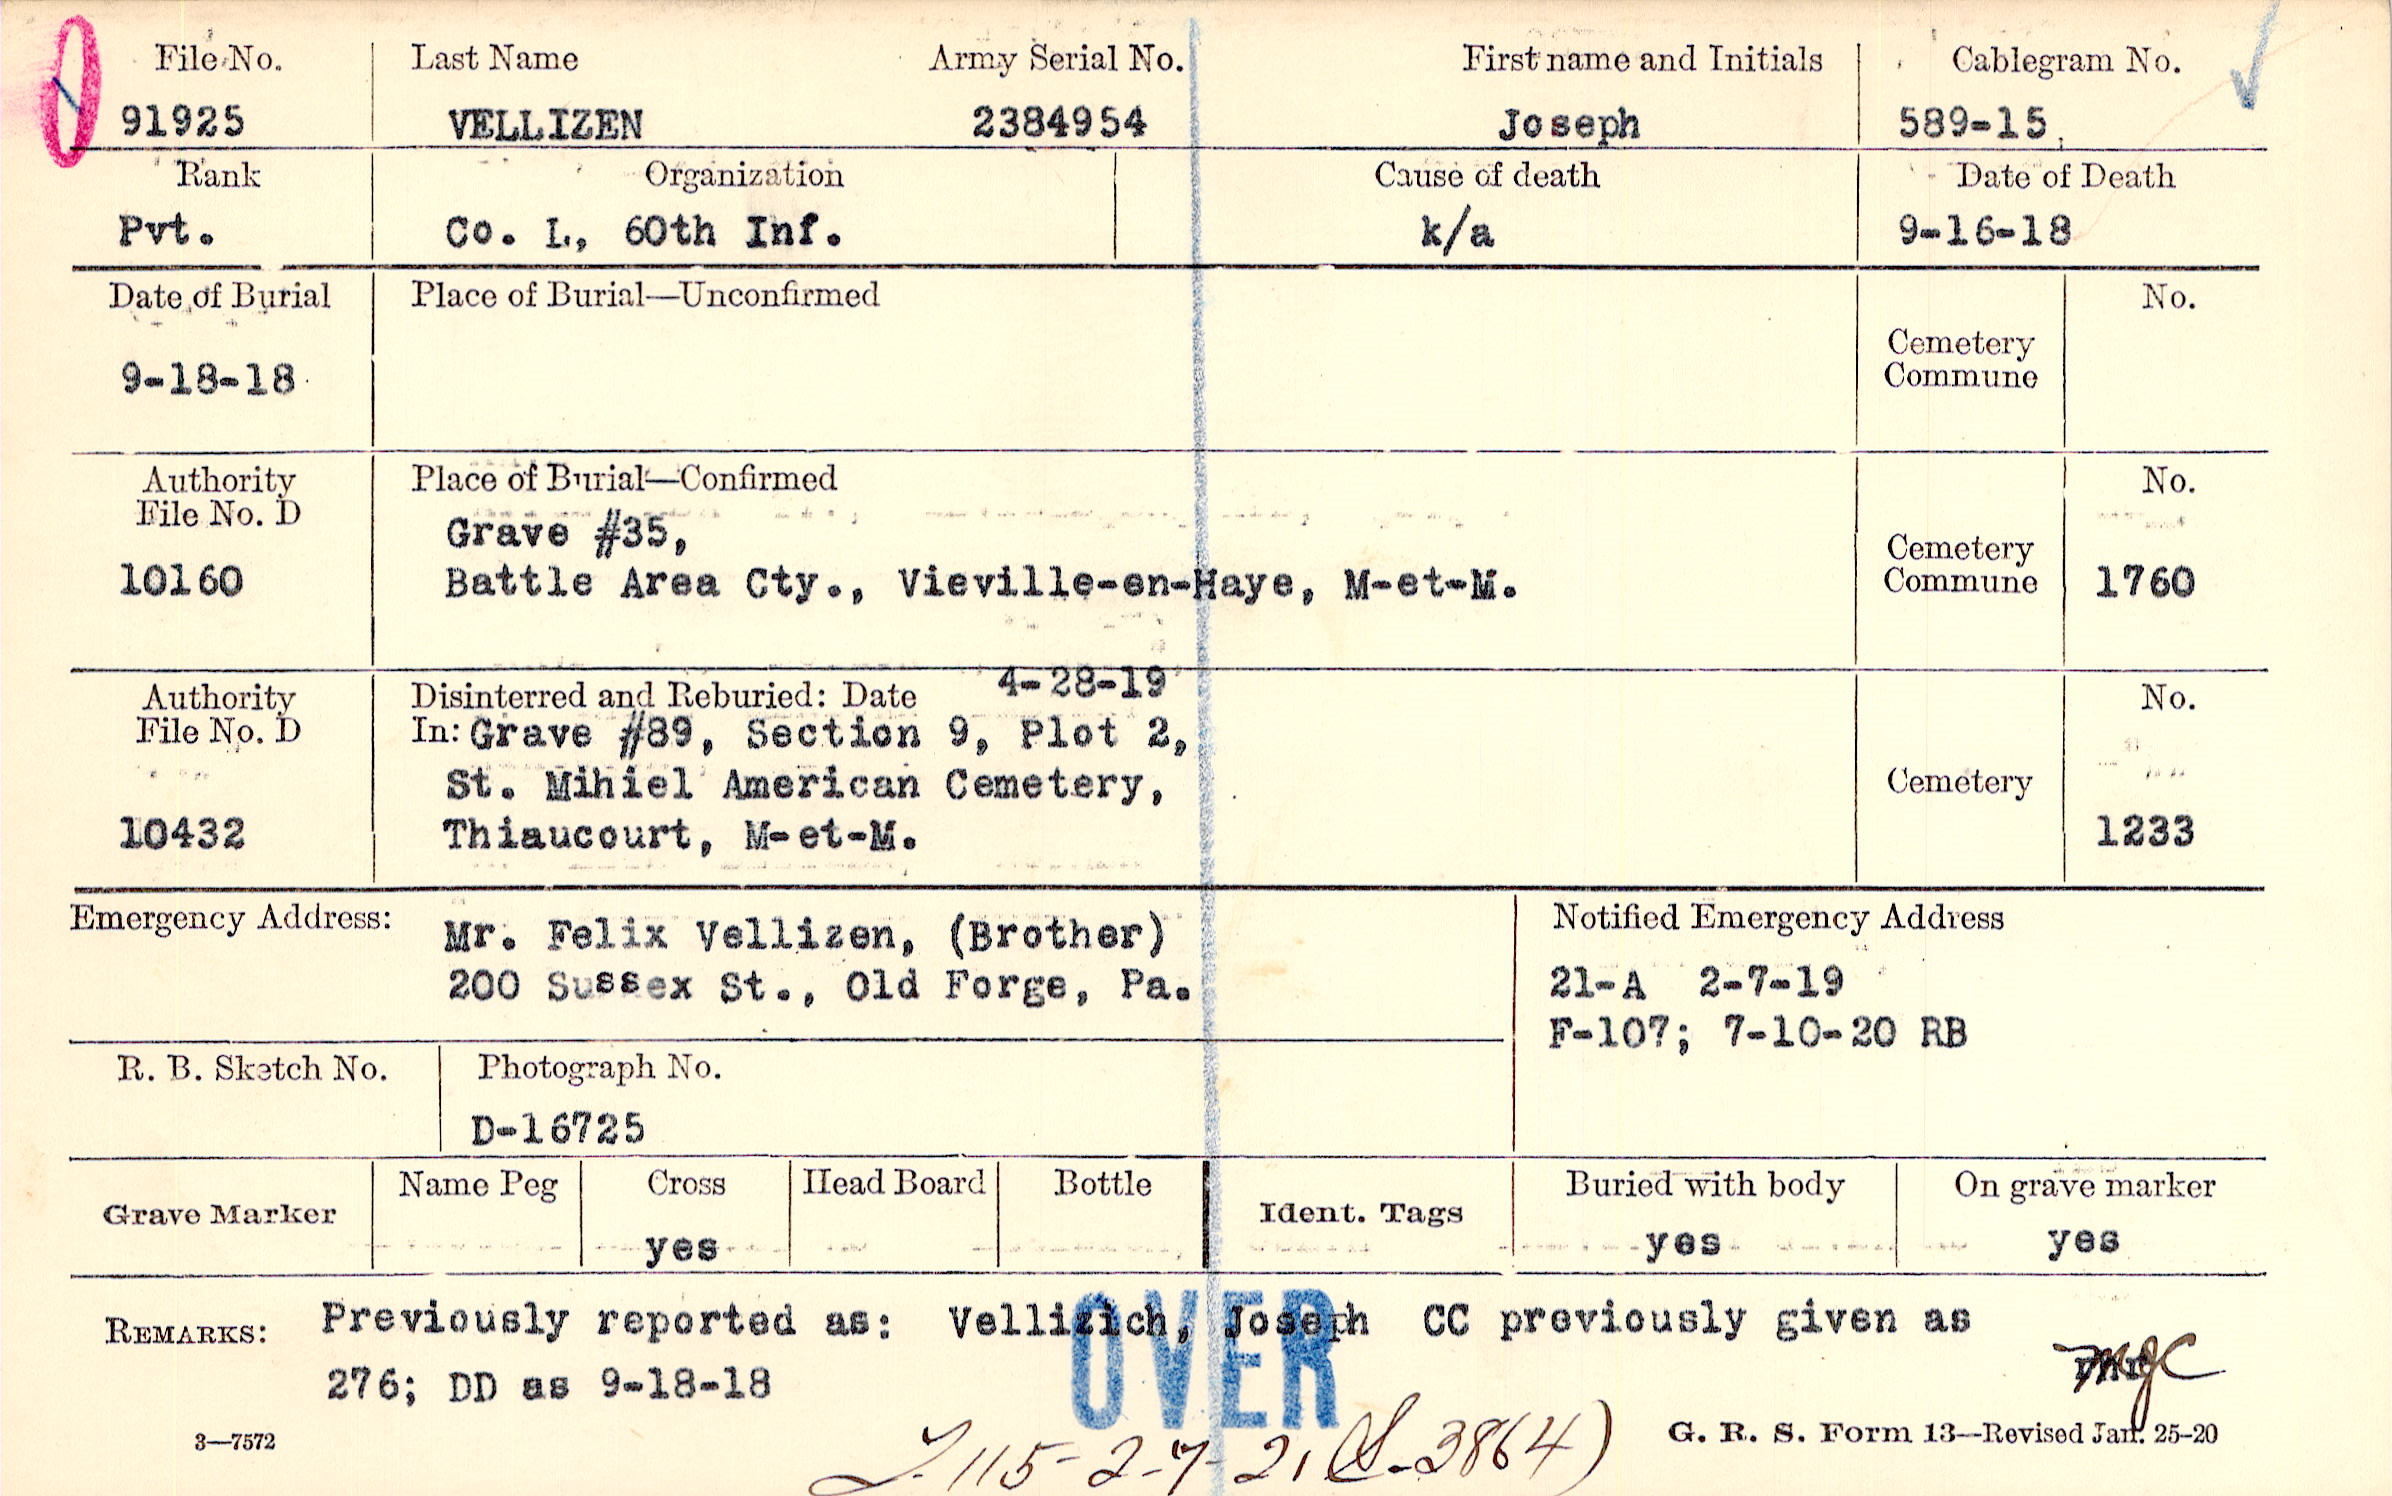 File No. Last Name Army Serial No. First name and Initials Cablegram No.
91925 VELLIZEN 2384954 Joseph 589-15
Rank Organization Cause of death Date of Death
Pvt. Co. L, 60th Inf. k/a 9-16-18
Date of Burial Place of Burial—Unconfirmed No.
Cemetery
Commune
9-18-18
Authority Place of Burial—Confirmed No.
File No. D
Grave #35,
Cemetery
10160 Battle Area Cty., Vieville-en-Haye, M-et-M. Commune 1760
Authority Disinterred and Reburied: Date 4-28-19 No.
File No. D In: Grave #89, Section 9, Plot 2,
St. Mihiel American Cemetery, Cemetery
10432 Thiaucourt, M-et-M. 1233
Emergency Address: Mr. Felix Vellizen, (Brother) Notified Emergency Address
200 Sussex St., Old Forge, Pa. 21-A 2-7-19
F-107; 7-10-20 RB
R. B. Sketch No. Photograph No.
D-16725
Grave Marker Name Peg Cross Head Board Bottle Ident. Tags Buried with body On grave marker
yes yes yes
REMARKS: Previously reported as: Vellizich, Joseph CC previously given as
276; DD as 9-18-18
OVER
mgc
3—7572 G. R. S. Form 13—Revised Jan. 25-20
115-2-7-21 (S-3864)